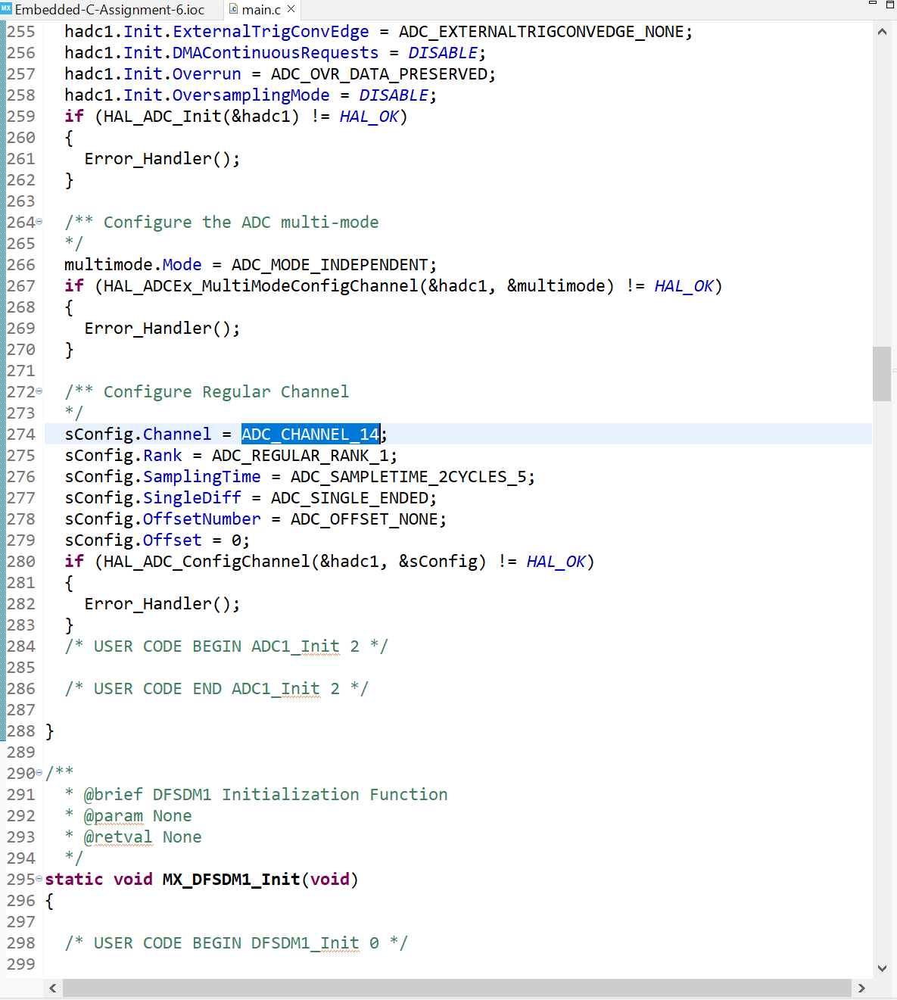 MX Embedded-C-Assignment-6.ioc .c main.c
255 hadc1.Init.ExternalTrigConvEdge = ADC_EXTERNALTRIGCONVEDGE_NONE;
256 hadc1.Init.DMAContinuousRequests = DISABLE;
257 hadc1.Init.Overrun = ADC_OVR_DATA_PRESERVED;
258 hadc1.Init.OversamplingMode = DISABLE;
259 if (HAL_ADC_Init(&hadc1) != HAL_OK)
260 {
261 Error_Handler();
262 }
263
264 /** Configure the ADC multi-mode
265 */
266 multimode.Mode = ADC_MODE_INDEPENDENT;
267 if (HAL_ADCEx_MultiModeConfigChannel(&hadc1, &multimode) != HAL_OK)
268 {
269 Error_Handler();
270 }
271
272 /** Configure Regular Channel
273 */
274 sConfig.Channel = ADC_CHANNEL_14;
275 sConfig.Rank = ADC_REGULAR_RANK_1;
276 sConfig.SamplingTime = ADC_SAMPLETIME_2CYCLES_5;
277 sConfig.SingleDiff = ADC_SINGLE_ENDED;
278 sConfig.OffsetNumber = ADC_OFFSET_NONE;
279 sConfig.Offset = 0;
280 if (HAL_ADC_ConfigChannel(&hadc1, &sConfig) != HAL_OK)
281 {
282 Error_Handler();
283 }
284 /* USER CODE BEGIN ADC1_Init 2 */
285
286 /* USER CODE END ADC1_Init 2 */
287
288 }
289
290 /**
291 * @brief DFSDM1 Initialization Function
292 * @param None
293 * @retval None
294 */
295 static void MX_DFSDM1_Init(void)
296 {
297
298 /* USER CODE BEGIN DFSDM1_Init 0 */
299